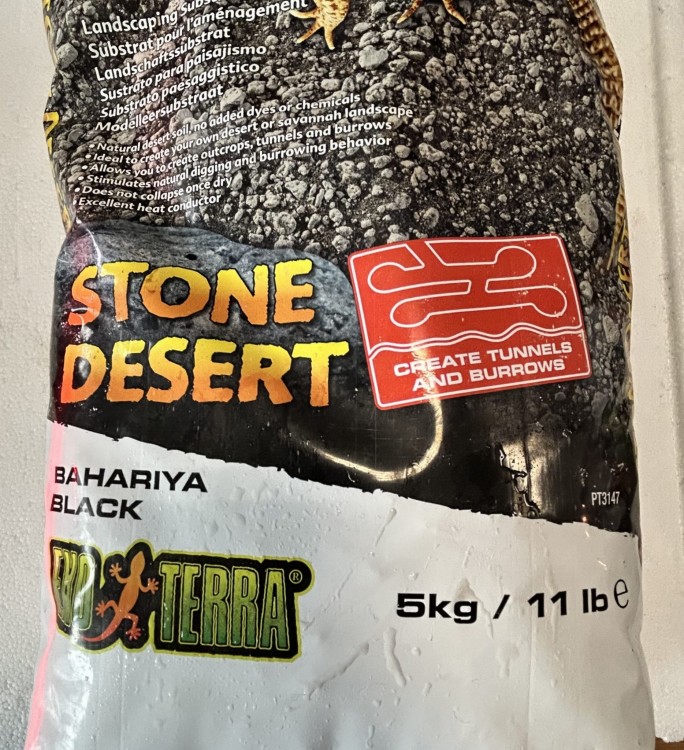 Landscaping
Substrat pour l'aménagement
Landschaftssubstrat
Sustrato para paisajismo
Substrato paesaggistico
Modelleersubstraat
• Natural desert soil, no added dyes or chemicals
• Ideal to create your own desert or savannah landscape
• Allows you to create outcrops, tunnels and burrows
• Stimulates natural digging and burrowing behavior
• Does not collapse once dry
• Excellent heat conductor
STONE
DESERT
CREATE TUNNELS
AND BURROWS
BAHARIYA
BLACK
PT3147
EXO TERRA®
5kg / 11 lb e